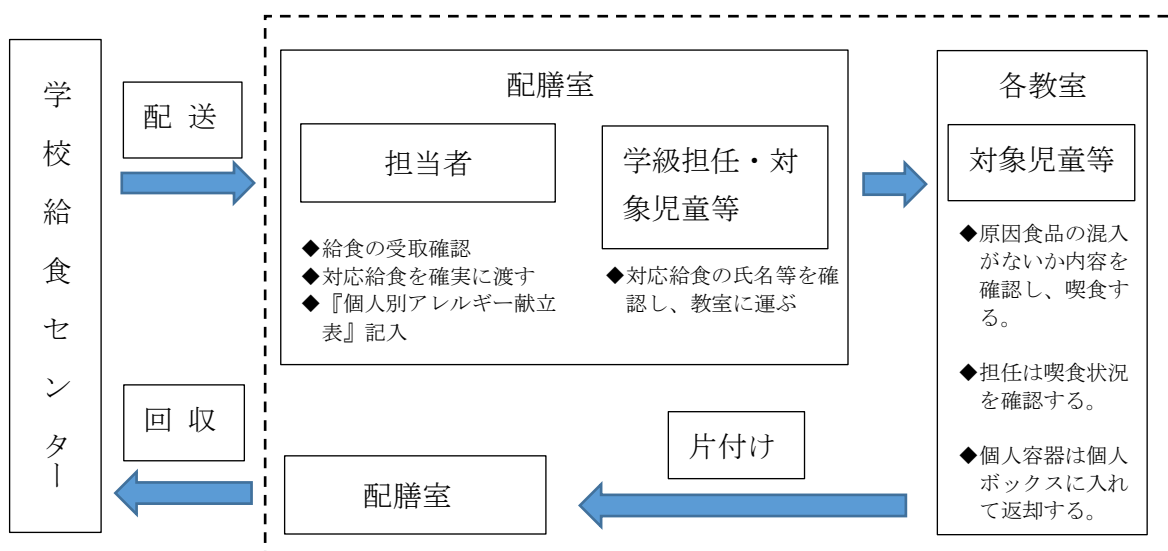 学校給食センター
配 送
配膳室
担当者
◆給食の受取確認
◆対応給食を確実に渡す
◆『個人別アレルギー献立
表』記入
学級担任・対
象児童等
◆対応給食の氏名等を確
認し、教室に運ぶ
各教室
対象児童等
◆原因食品の混入
がないか内容を
確認し、喫食す
る。
◆担任は喫食状況
を確認する。
◆個人容器は個人
ボックスに入れ
て返却する。
片付け
配膳室
回 収